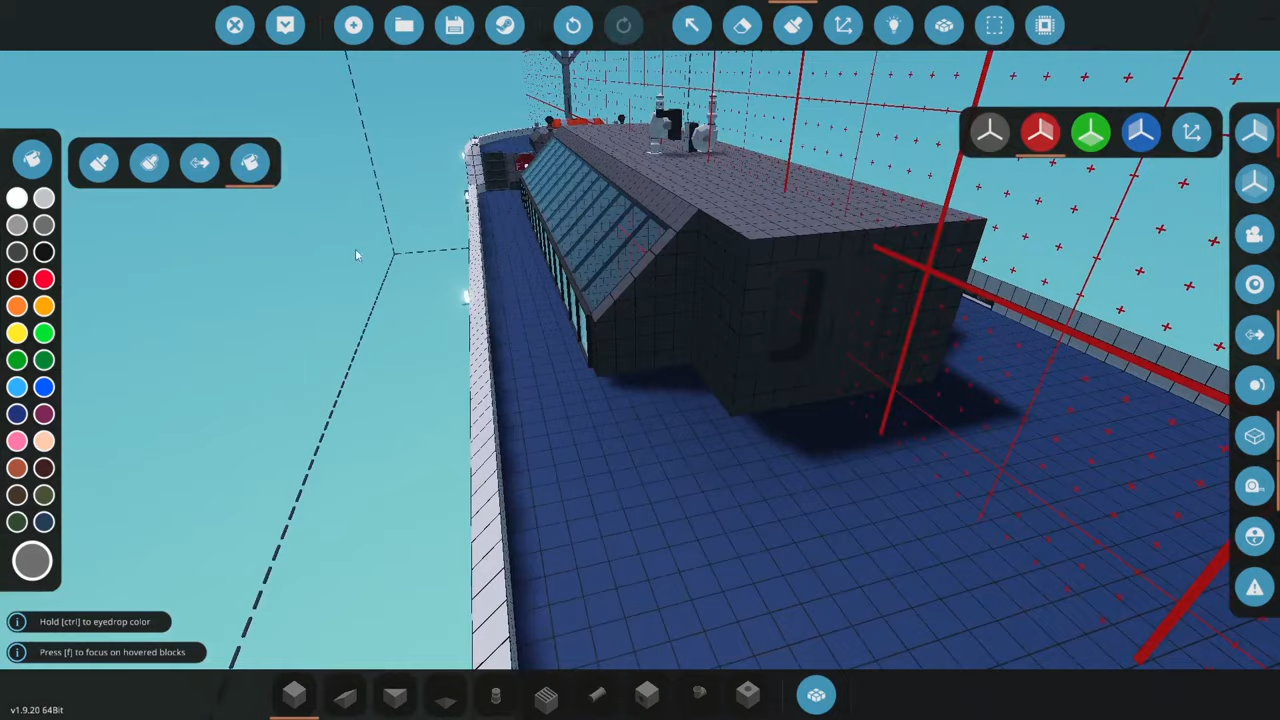 Hold [ctrl] to eyedrop color
Press [f] to focus on hovered blocks
v1.9.20 64Bit